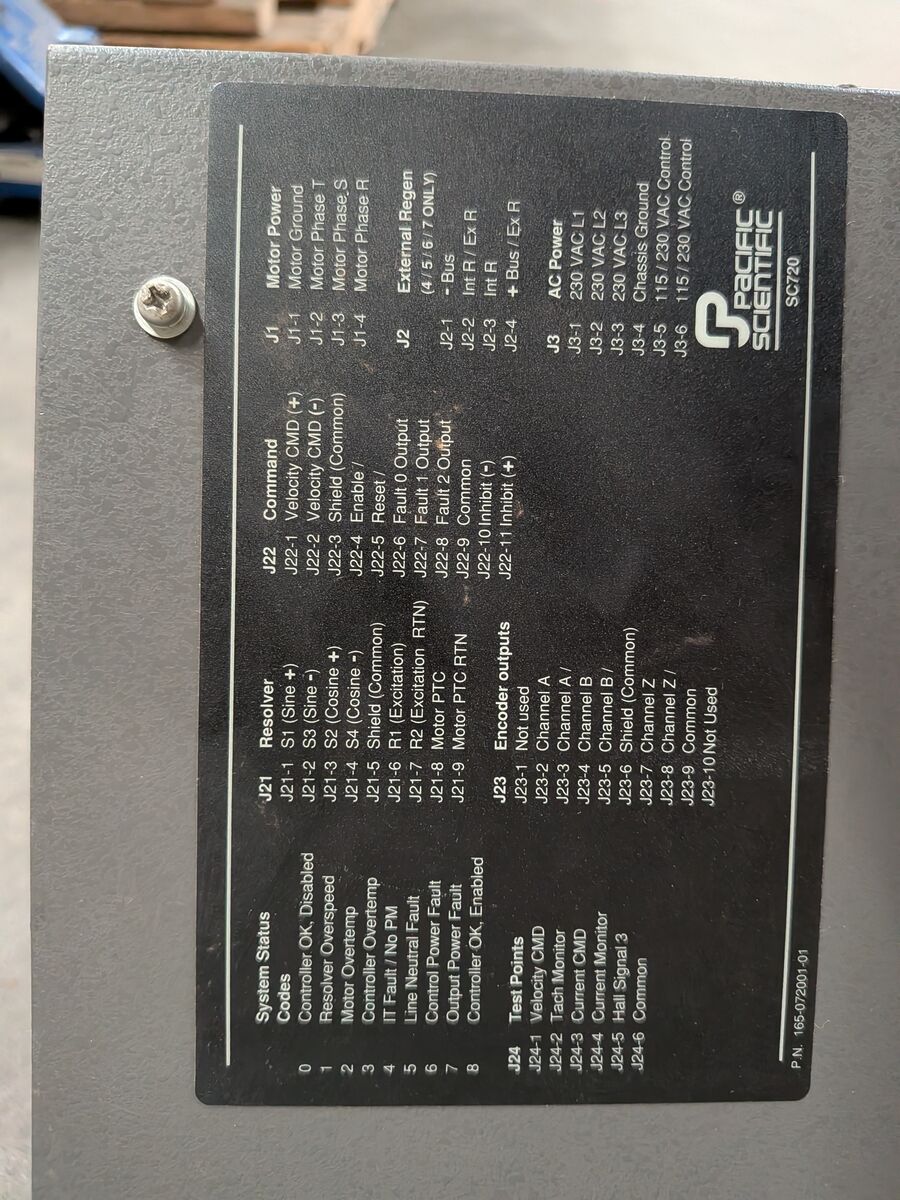 System Status
Codes
0 Controller OK, Disabled
1 Resolver Overspeed
2 Motor Overtemp
3 Controller Overtemp
4 IT Fault / No PM
5 Line Neutral Fault
6 Control Power Fault
7 Output Power Fault
8 Controller OK, Enabled
J24 Test Points
J24-1 Velocity CMD
J24-2 Tach Monitor
J24-3 Current CMD
J24-4 Current Monitor
J24-5 Hall Signal 3
J24-6 Common
J21 Resolver
J21-1 S1 (Sine +)
J21-2 S3 (Sine -)
J21-3 S2 (Cosine +)
J21-4 S4 (Cosine -)
J21-5 Shield (Common)
J21-6 R1 (Excitation)
J21-7 R2 (Excitation RTN)
J21-8 Motor PTC
J21-9 Motor PTC RTN
J23 Encoder outputs
J23-1 Not used
J23-2 Channel A
J23-3 Channel A /
J23-4 Channel B
J23-5 Channel B /
J23-6 Shield (Common)
J23-7 Channel Z
J23-8 Channel Z /
J23-9 Common
J23-10 Not Used
J22 Command
J22-1 Velocity CMD (+)
J22-2 Velocity CMD (-)
J22-3 Shield (Common)
J22-4 Enable /
J22-5 Reset /
J22-6 Fault 0 Output
J22-7 Fault 1 Output
J22-8 Fault 2 Output
J22-9 Common
J22-10 Inhibit (-)
J22-11 Inhibit (+)
J1 Motor Power
J1-1 Motor Ground
J1-2 Motor Phase T
J1-3 Motor Phase S
J1-4 Motor Phase R
J2 External Regen
(4 / 5 / 6 / 7 ONLY)
J2-1 - Bus
J2-2 Int R / Ex R
J2-3 Int R
J2-4 + Bus / Ex R
J3 AC Power
J3-1 230 VAC L1
J3-2 230 VAC L2
J3-3 230 VAC L3
J3-4 Chassis Ground
J3-5 115 / 230 VAC Control
J3-6 115 / 230 VAC Control
PACIFIC ®
SCIENTIFIC
SC720
P.N. 165-072001-01